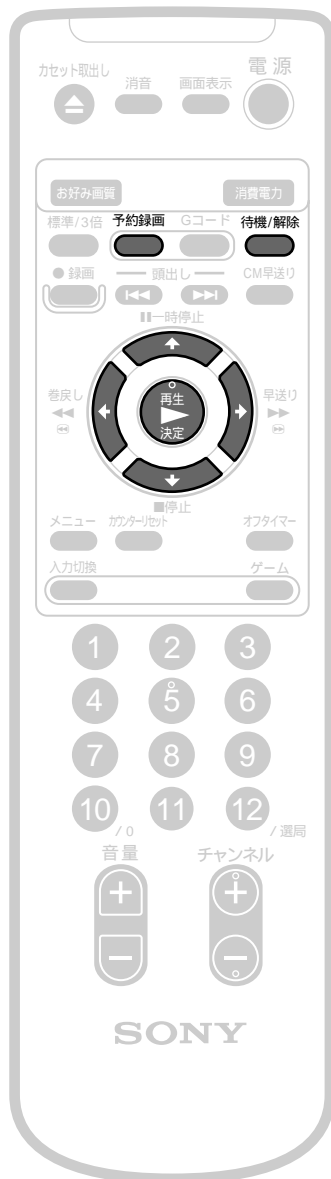 カセット取出し 消音 画面表示 電源
お好み画質 消費電力
標準/3倍 予約録画 Gコード 待機/解除
●録画 頭出し CM早送り
一時停止
再生
巻戻し 早送り
決定
■停止
メニュー カウンターリセット オフタイマー
入力切換 ゲーム
1 2 3
4 5 6
7 8 9
10/0 11 12/選局
音量 チャンネル
+ +
− −
SONY